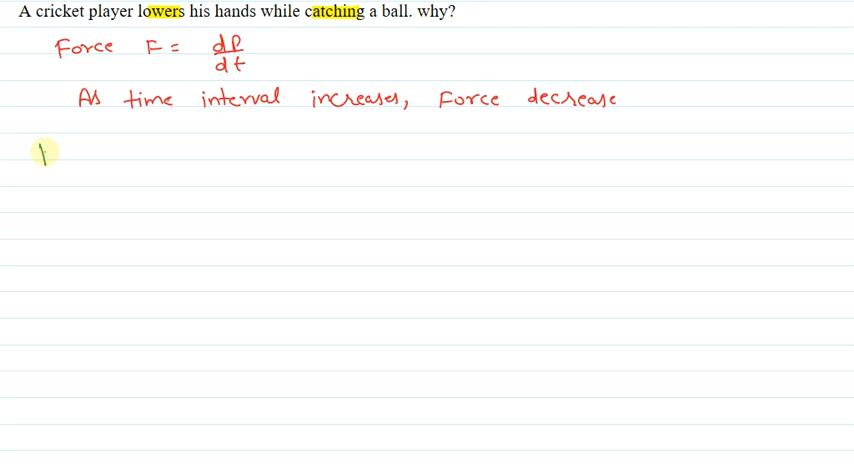 A cricket player lowers his hands while catching a ball. why?
Force F = dP/dt
As time interval increases, Force decrease